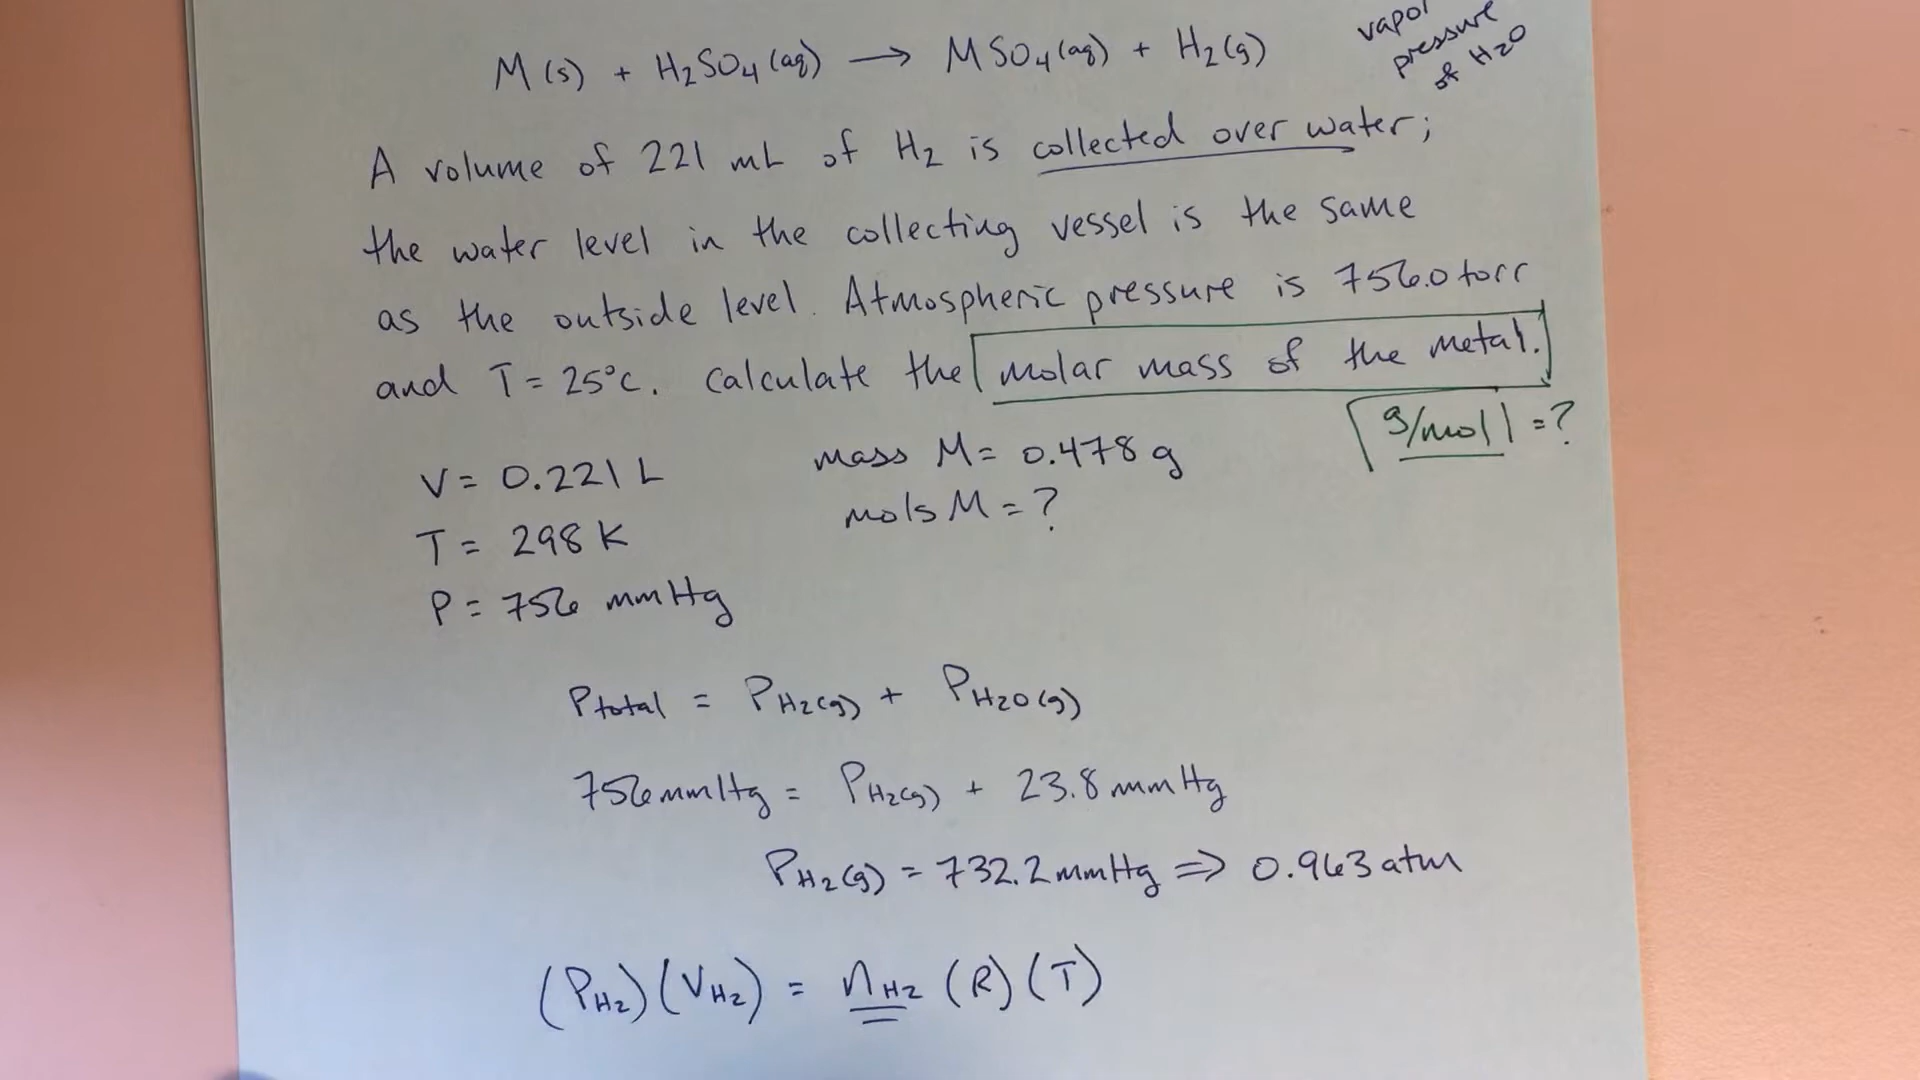 M(s) + H₂SO₄(aq) → MSO₄(aq) + H₂(g)
vapor
pressure
of H₂O
A volume of 221 mL of H₂ is collected over water;
the water level in the collecting vessel is the same
as the outside level. Atmospheric pressure is 756.0 torr
and T = 25°C. Calculate the molar mass of the metal.
g/mol = ?
V = 0.221 L
mass M = 0.478 g
mols M = ?
T = 298 K
P = 756 mmHg
Ptotal = PH₂(g) + PH₂O(g)
756 mmHg = PH₂(g) + 23.8 mmHg
PH₂(g) = 732.2 mmHg ⇒ 0.963 atm
(PH₂)(VH₂) = nH₂ (R)(T)